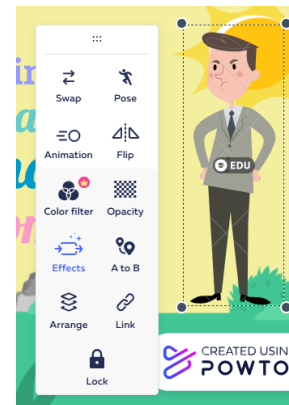 Swap Pose
Animation Flip
Color filter Opacity
EDU
Effects A to B
Arrange Link
Lock
CREATED USIN
POWTO